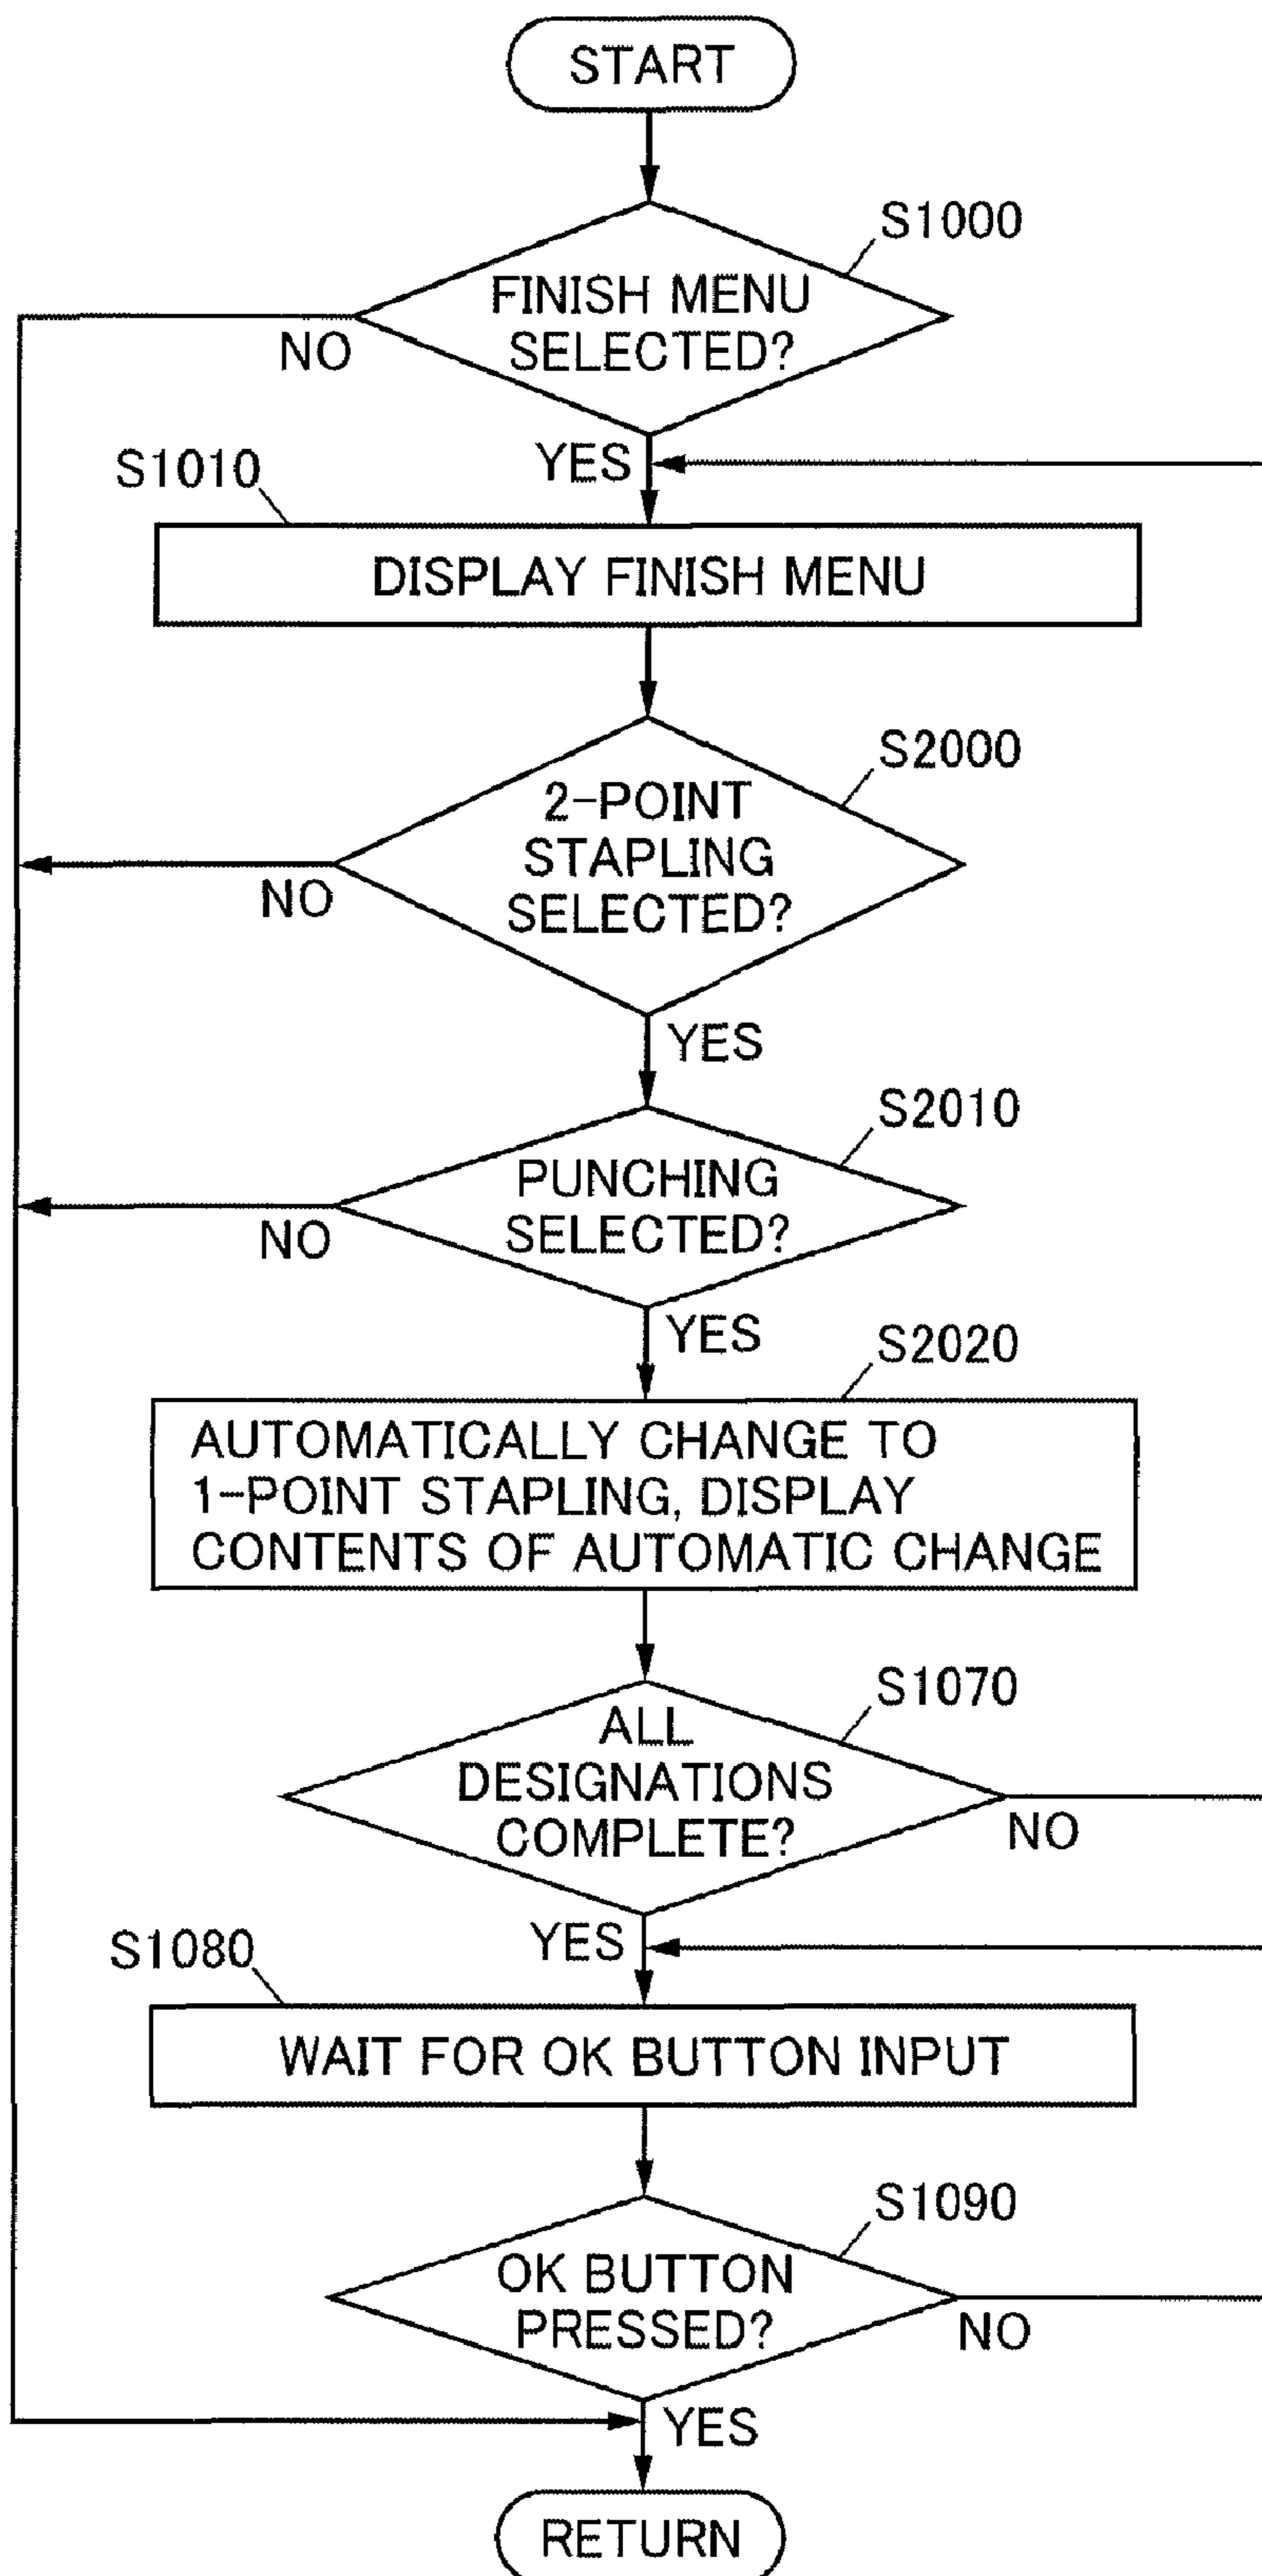 START
S1000
FINISH MENU
SELECTED?
NO
YES
S1010
DISPLAY FINISH MENU
S2000
2-POINT
STAPLING
SELECTED?
NO
YES
S2010
PUNCHING
SELECTED?
NO
YES
S2020
AUTOMATICALLY CHANGE TO
1-POINT STAPLING, DISPLAY
CONTENTS OF AUTOMATIC CHANGE
S1070
ALL
DESIGNATIONS
COMPLETE?
NO
YES
S1080
WAIT FOR OK BUTTON INPUT
S1090
OK BUTTON
PRESSED?
NO
YES
RETURN